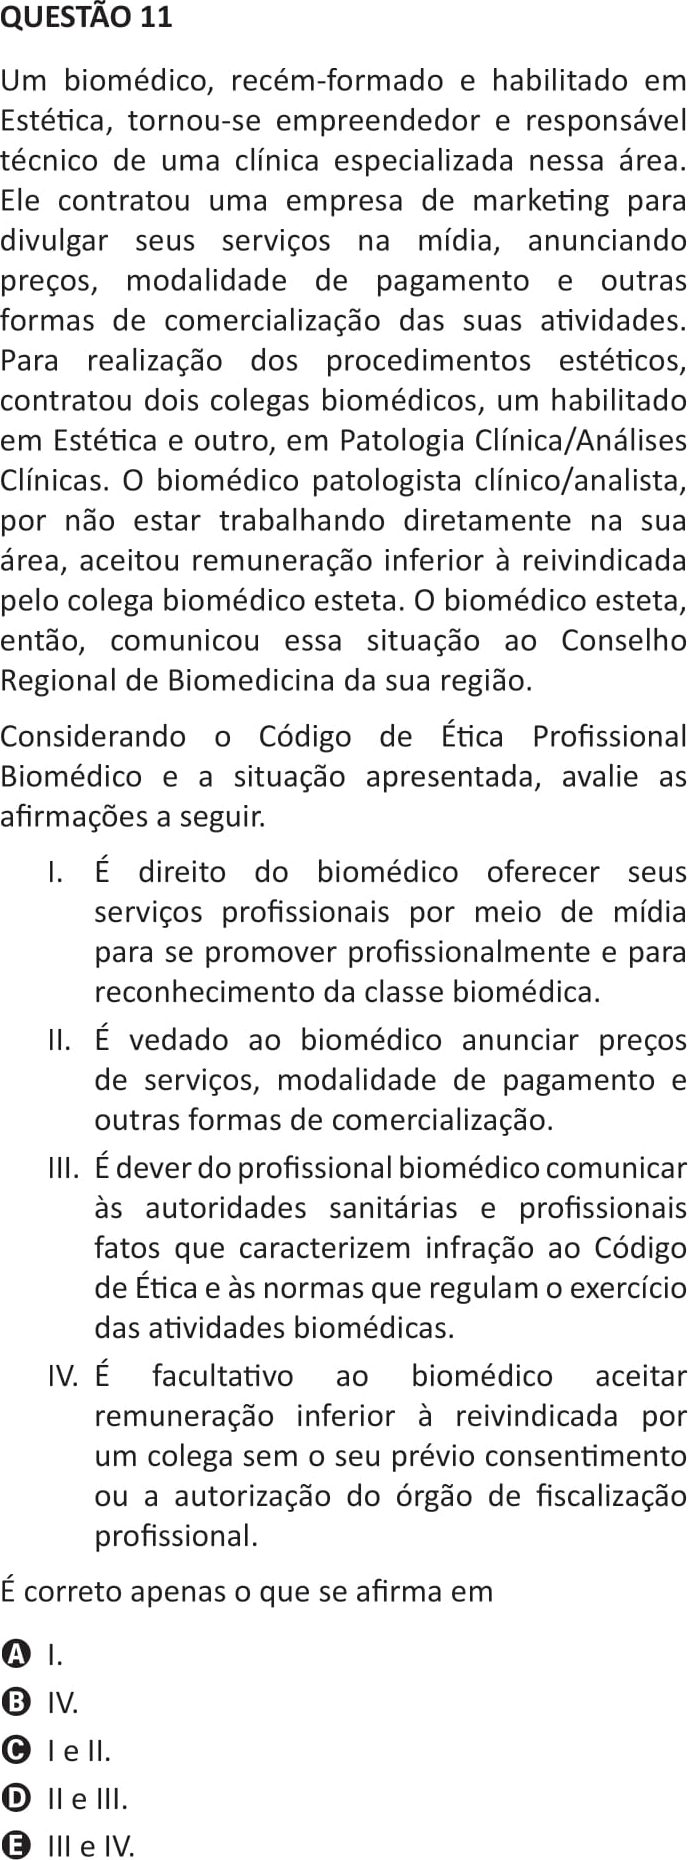 QUESTÃO 11
Um biomédico, recém-formado e habilitado em
Estética, tornou-se empreendedor e responsável
técnico de uma clínica especializada nessa área.
Ele contratou uma empresa de marketing para
divulgar seus serviços na mídia, anunciando
preços, modalidade de pagamento e outras
formas de comercialização das suas atividades.
Para realização dos procedimentos estéticos,
contratou dois colegas biomédicos, um habilitado
em Estética e outro, em Patologia Clínica/Análises
Clínicas. O biomédico patologista clínico/analista,
por não estar trabalhando diretamente na sua
área, aceitou remuneração inferior à reivindicada
pelo colega biomédico esteta. O biomédico esteta,
então, comunicou essa situação ao Conselho
Regional de Biomedicina da sua região.
Considerando o Código de Ética Profissional
Biomédico e a situação apresentada, avalie as
afirmações a seguir.
I. É direito do biomédico oferecer seus
serviços profissionais por meio de mídia
para se promover profissionalmente e para
reconhecimento da classe biomédica.
II. É vedado ao biomédico anunciar preços
de serviços, modalidade de pagamento e
outras formas de comercialização.
III. É dever do profissional biomédico comunicar
às autoridades sanitárias e profissionais
fatos que caracterizem infração ao Código
de Ética e às normas que regulam o exercício
das atividades biomédicas.
IV. É facultativo ao biomédico aceitar
remuneração inferior à reivindicada por
um colega sem o seu prévio consentimento
ou a autorização do órgão de fiscalização
profissional.
É correto apenas o que se afirma em
A I.
B IV.
C I e II.
D II e III.
E III e IV.